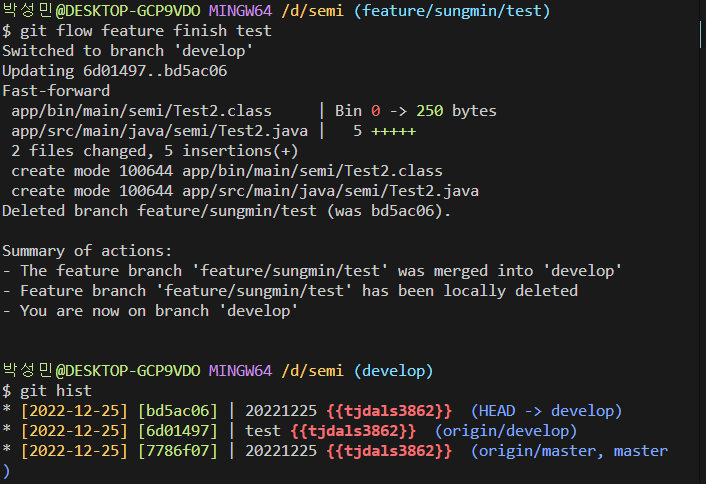 박성민@DESKTOP-GCP9VDO MINGW64 /d/semi (feature/sungmin/test)
$ git flow feature finish test
Switched to branch 'develop'
Updating 6d01497..bd5ac06
Fast-forward
 app/bin/main/semi/Test2.class     | Bin 0 -> 250 bytes
 app/src/main/java/semi/Test2.java |   5 +++++
 2 files changed, 5 insertions(+)
 create mode 100644 app/bin/main/semi/Test2.class
 create mode 100644 app/src/main/java/semi/Test2.java
Deleted branch feature/sungmin/test (was bd5ac06).
Summary of actions:
- The feature branch 'feature/sungmin/test' was merged into 'develop'
- Feature branch 'feature/sungmin/test' has been locally deleted
- You are now on branch 'develop'
박성민@DESKTOP-GCP9VDO MINGW64 /d/semi (develop)
$ git hist
* [2022-12-25] [bd5ac06] | 20221225 {{tjdals3862}}  (HEAD -> develop)
* [2022-12-25] [6d01497] | test {{tjdals3862}}  (origin/develop)
* [2022-12-25] [7786f07] | 20221225 {{tjdals3862}}  (origin/master, master
)